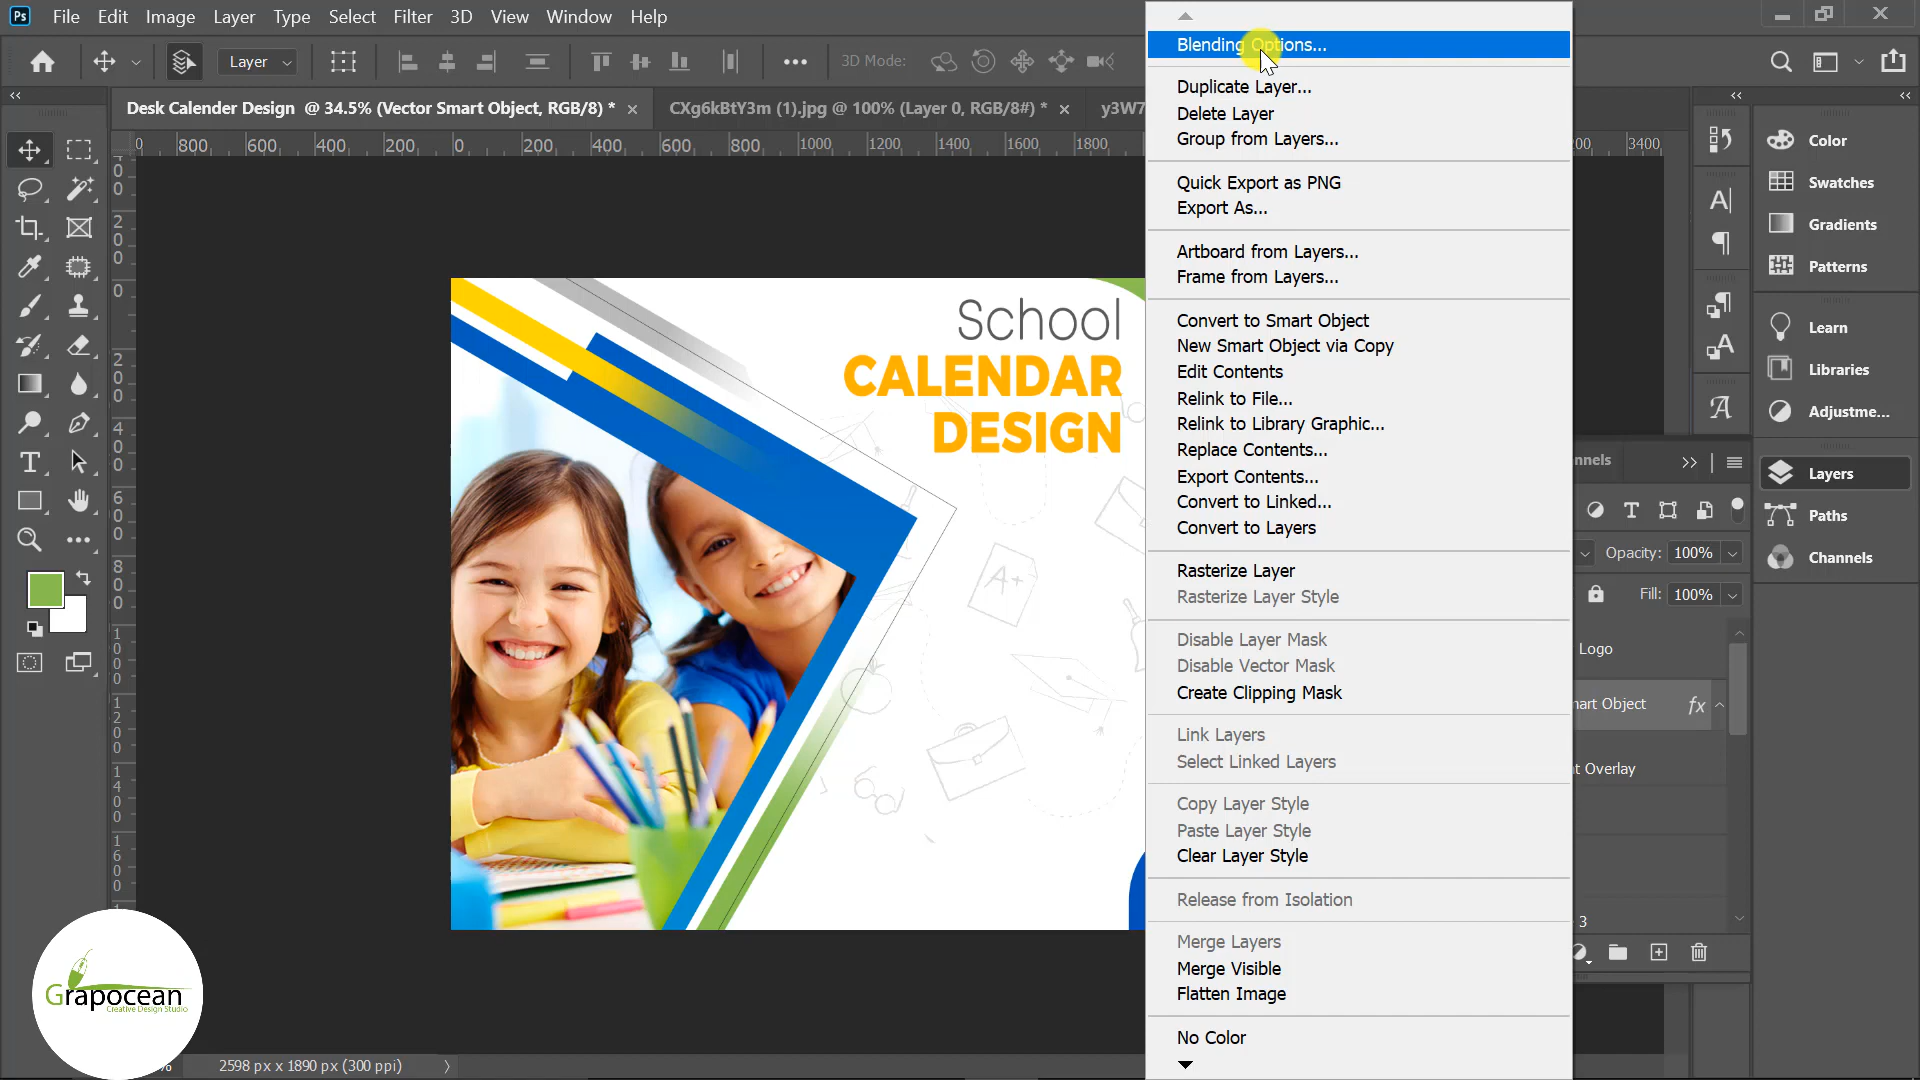 Ps File Edit Image Layer Type Select Filter 3D View Window Help
Layer
3D Mode:
Desk Calender Design @ 34.5% (Vector Smart Object, RGB/8) *
CXg6kBtY3m (1).jpg @ 100% (Layer 0, RGB/8#) *
y3W7
0 800 600 400 200 0 200 400 600 800 1000 1200 1400 1600 1800
3400
School
CALENDAR
DESIGN
A+
Blending Options...
Duplicate Layer...
Delete Layer
Group from Layers...
Quick Export as PNG
Export As...
Artboard from Layers...
Frame from Layers...
Convert to Smart Object
New Smart Object via Copy
Edit Contents
Relink to File...
Relink to Library Graphic...
Replace Contents...
Export Contents...
Convert to Linked...
Convert to Layers
Rasterize Layer
Rasterize Layer Style
Disable Layer Mask
Disable Vector Mask
Create Clipping Mask
Link Layers
Select Linked Layers
Copy Layer Style
Paste Layer Style
Clear Layer Style
Release from Isolation
Merge Layers
Merge Visible
Flatten Image
No Color
nnels
Opacity: 100%
Fill: 100%
Logo
mart Object fx
t Overlay
3
Color
Swatches
Gradients
Patterns
Learn
Libraries
Adjustme...
Layers
Paths
Channels
Grapocean
Creative Design Studio
% 2598 px x 1890 px (300 ppi)